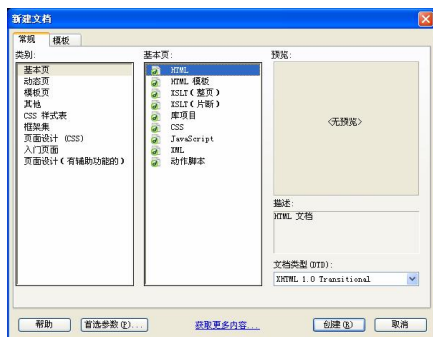 新建文档
常规
模板
类别:
基本页
动态页
模板页
其他
CSS 样式表
框架集
页面设计 (CSS)
入门页面
页面设计(有辅助功能的)
基本页:
HTML
HTML 模板
XSLT(整页)
XSLT(片断)
库项目
CSS
JavaScript
XML
动作脚本
预览:
<无预览>
描述:
HTML 文档
文档类型(DTD):
XHTML 1.0 Transitional
帮助
首选参数(P)...
获取更多内容...
创建(R)
取消